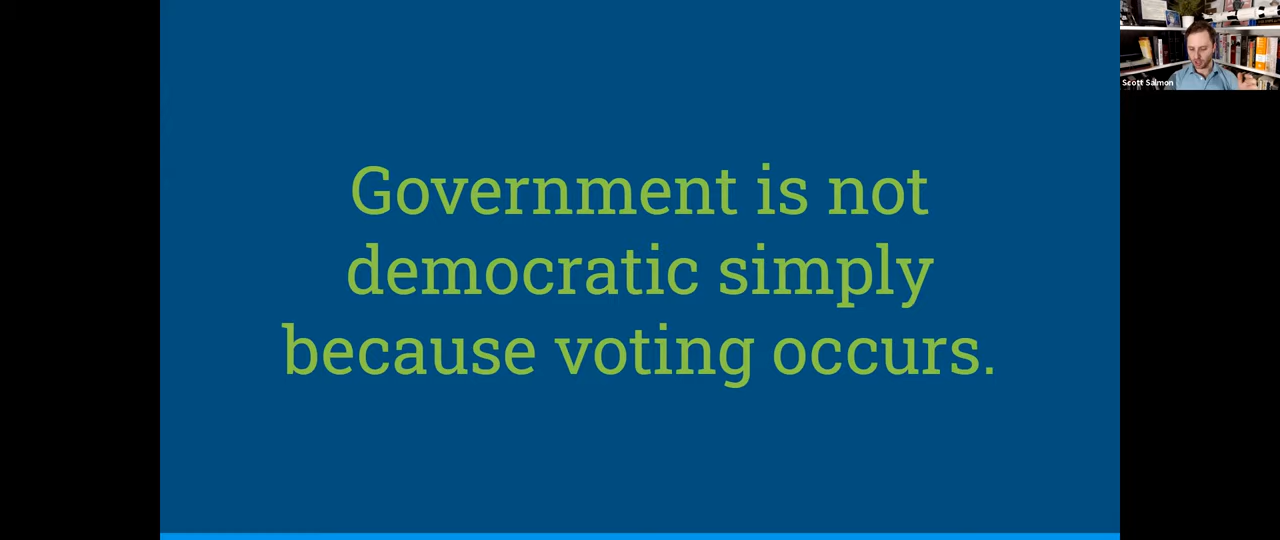 Government is not
democratic simply
because voting occurs.
Scott Salmon